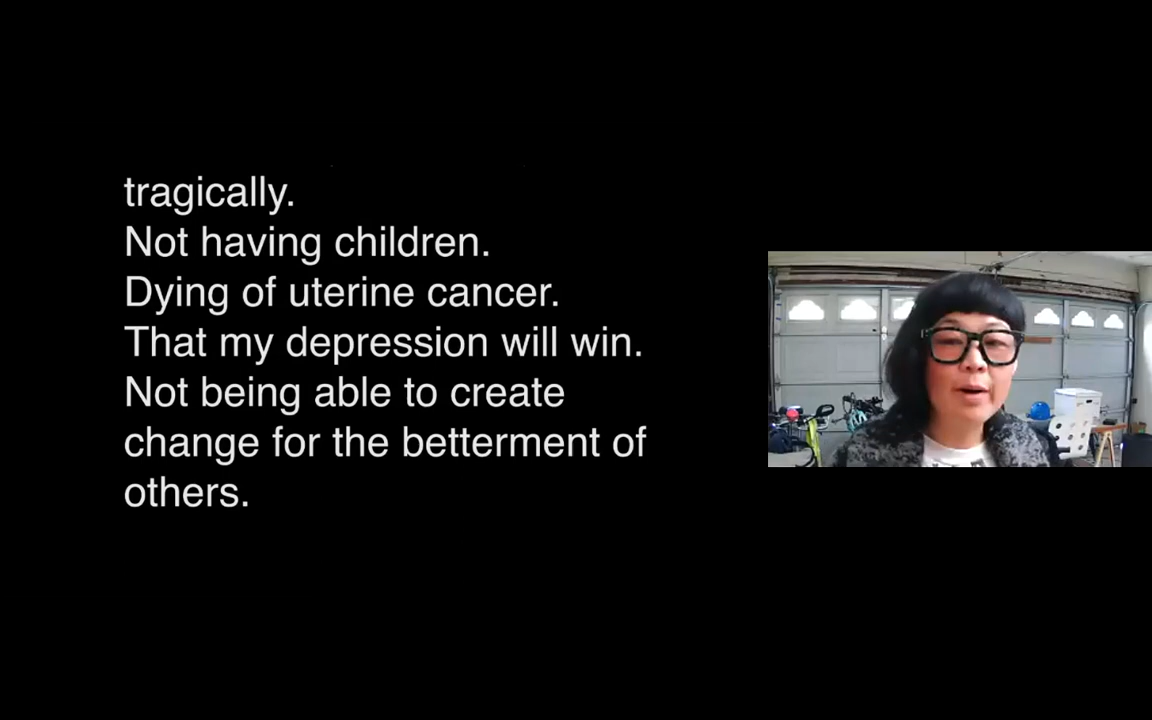 tragically.
Not having children.
Dying of uterine cancer.
That my depression will win.
Not being able to create
change for the betterment of
others.